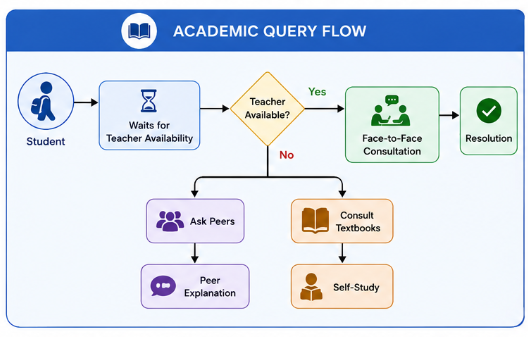 ACADEMIC QUERY FLOW
Student
Waits for
Teacher Availability
Teacher
Available?
Yes
Face-to-Face
Consultation
Resolution
No
Ask Peers
Consult
Textbooks
Peer
Explanation
Self-Study